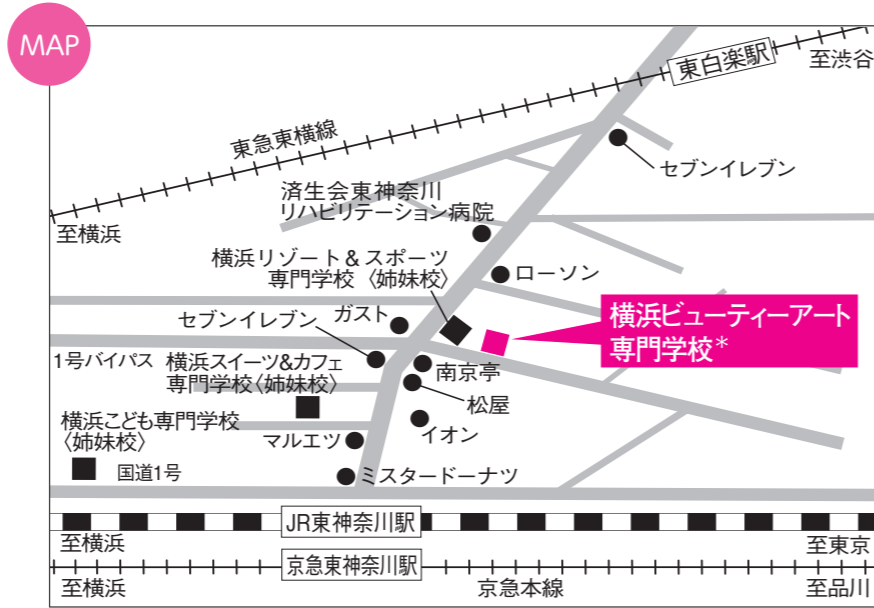 MAP
東白楽駅
至渋谷
東急東横線
セブンイレブン
済生会東神奈川
リハビリテーション病院
至横浜
横浜リゾート&スポーツ
専門学校〈姉妹校〉
ローソン
ガスト
セブンイレブン
横浜ビューティーアート
専門学校*
1号バイパス
横浜スイーツ&カフェ
専門学校〈姉妹校〉
南京亭
松屋
横浜こども専門学校
〈姉妹校〉
マルエツ
イオン
国道1号
ミスタードーナツ
JR東神奈川駅
至横浜
至東京
京急東神奈川駅
至横浜
京急本線
至品川